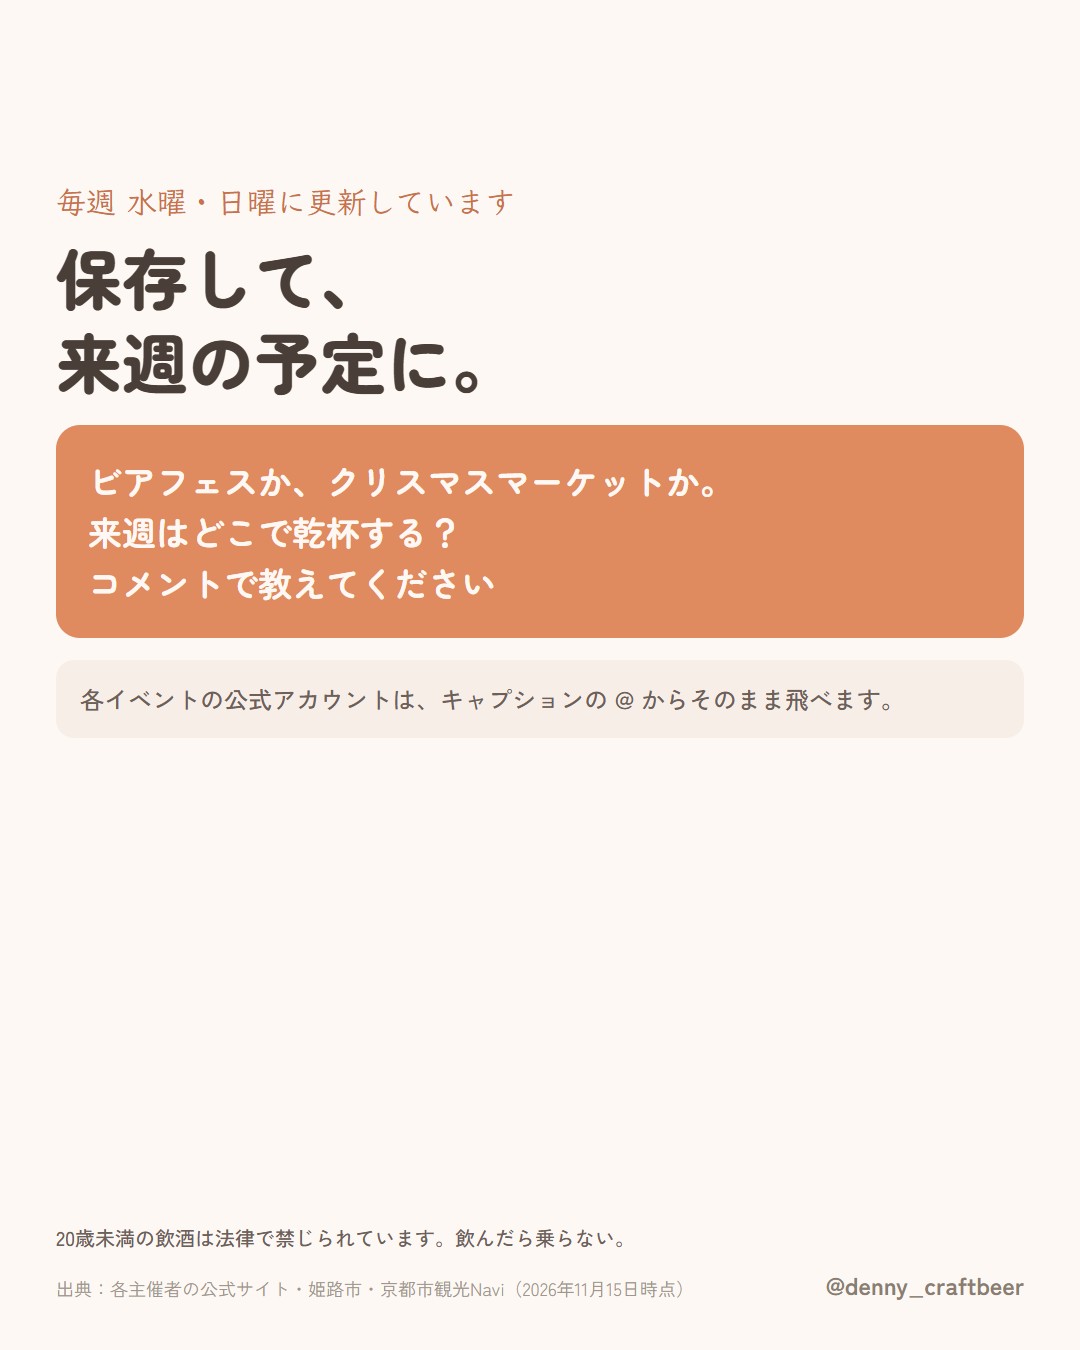 毎週 水曜・日曜に更新しています
保存して、
来週の予定に。
ビアフェスか、クリスマスマーケットか。
来週はどこで乾杯する？
コメントで教えてください
各イベントの公式アカウントは、キャプションの @ からそのまま飛べます。
20歳未満の飲酒は法律で禁じられています。飲んだら乗らない。
出典：各主催者の公式サイト・姫路市・京都市観光Navi（2026年11月15日時点）
@denny_craftbeer